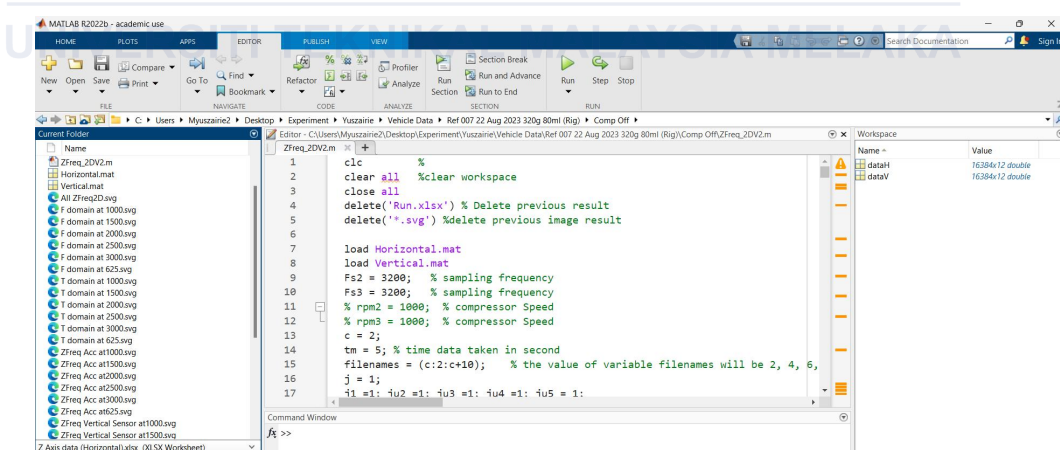 MATLAB R2022b - academic use
UNIVERSITI TEKNIKAL MALAYSIA MELAKA
HOME PLOTS APPS EDITOR PUBLISH VIEW
Search Documentation Sign In
New Open Save Compare Print
Go To Find Bookmark
Refactor
Profiler Analyze
Run Section Section Break Run and Advance Run to End
Run Step Stop
FILE NAVIGATE CODE ANALYZE SECTION RUN
C: Users Myuszairie2 Desktop Experiment Yuszairie Vehicle Data Ref 007 22 Aug 2023 320g 80ml (Rig) Comp Off
Current Folder
Name
ZFreq_2DV2.m
Horizontal.mat
Vertical.mat
All ZFreq2D.svg
F domain at 1000.svg
F domain at 1500.svg
F domain at 2000.svg
F domain at 2500.svg
F domain at 3000.svg
F domain at 625.svg
T domain at 1000.svg
T domain at 1500.svg
T domain at 2000.svg
T domain at 2500.svg
T domain at 3000.svg
T domain at 625.svg
ZFreq Acc at1000.svg
ZFreq Acc at1500.svg
ZFreq Acc at2000.svg
ZFreq Acc at2500.svg
ZFreq Acc at3000.svg
ZFreq Acc at625.svg
ZFreq Vertical Sensor at1000.svg
ZFreq Vertical Sensor at1500.svg
Z Axis data (Horizontal).xlsx (XLSX Worksheet)
Editor - C:\Users\Myuszairie2\Desktop\Experiment\Yuszairie\Vehicle Data\Ref 007 22 Aug 2023 320g 80ml (Rig)\Comp Off\ZFreq_2DV2.m
ZFreq_2DV2.m
1 clc %
2 clear all %clear workspace
3 close all
4 delete('Run.xlsx') % Delete previous result
5 delete('*.svg') %delete previous image result
6
7 load Horizontal.mat
8 load Vertical.mat
9 Fs2 = 3200; % sampling frequency
10 Fs3 = 3200; % sampling frequency
11 % rpm2 = 1000; % compressor Speed
12 % rpm3 = 1000; % compressor Speed
13 c = 2;
14 tm = 5; % time data taken in second
15 filenames = (c:2:c+10); % the value of variable filenames will be 2, 4, 6,
16 j = 1;
17 j1 =1; ju2 =1; ju3 =1; ju4 =1; ju5 = 1;
Command Window
fx >>
Workspace
Name Value
dataH 16384x12 double
dataV 16384x12 double